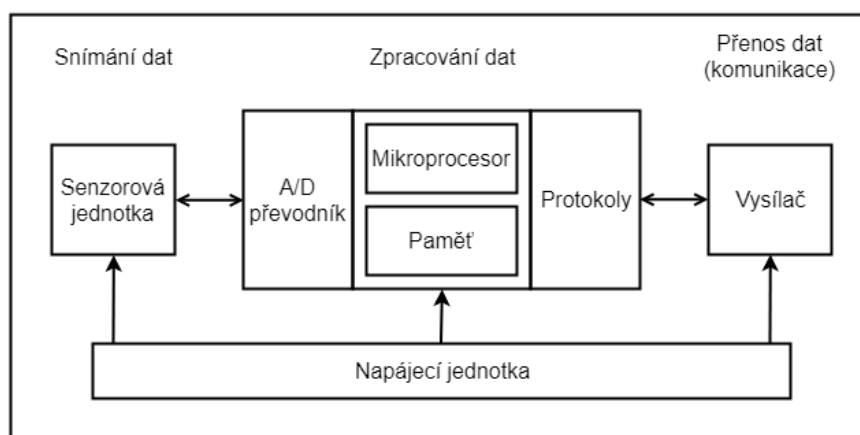 Snímání dat
Zpracování dat
Přenos dat
(komunikace)
Senzorová
jednotka
A/D
převodník
Mikroprocesor
Paměť
Protokoly
Vysílač
Napájecí jednotka